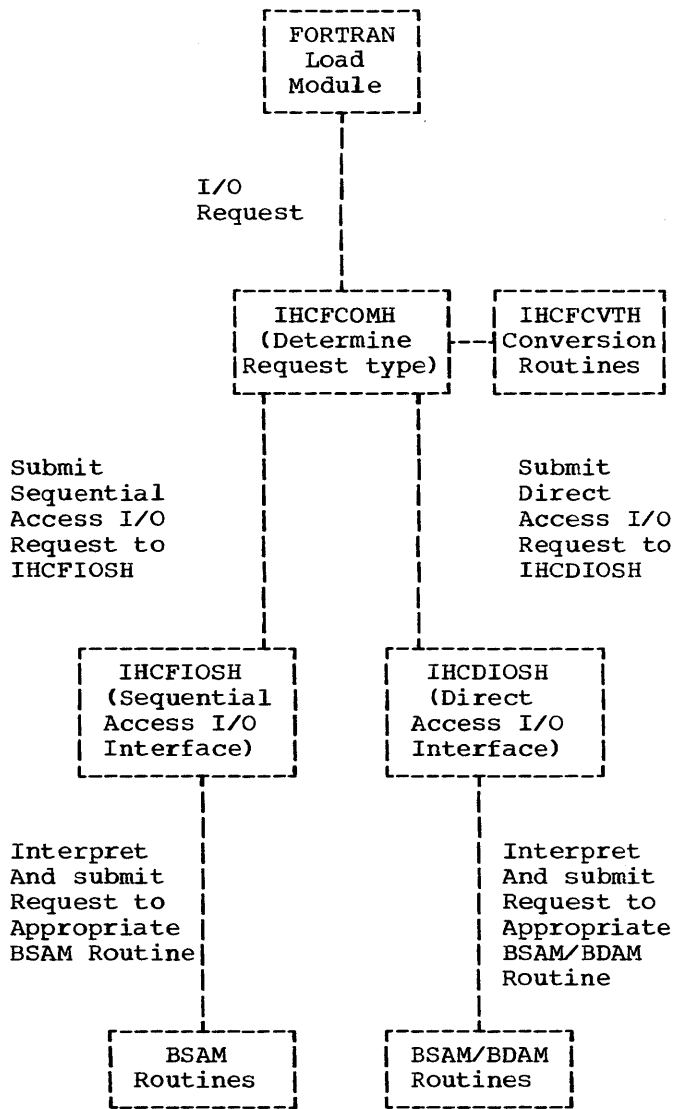 FORTRAN
Load
Module
I/O
Request
IHCFCOMH
(Determine
Request type)
IHCFCVTH
Conversion
Routines
Submit
Sequential
Access I/O
Request to
IHCFIOSH
Submit
Direct
Access I/O
Request to
IHCDIOSH
IHCFIOSH
(Sequential
Access I/O
Interface)
IHCDIOSH
(Direct
Access I/O
Interface)
Interpret
And submit
Request to
Appropriate
BSAM Routine
Interpret
And submit
Request to
Appropriate
BSAM/BDAM
Routine
BSAM
Routines
BSAM/BDAM
Routines